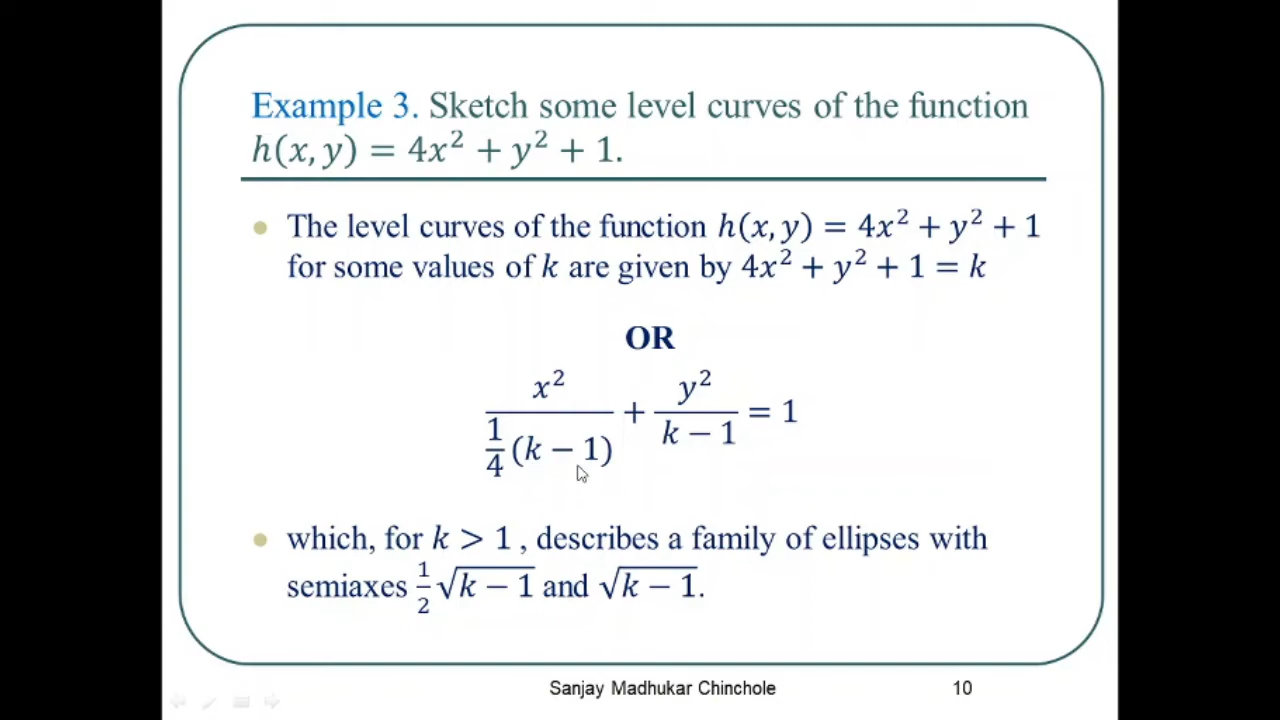 Example 3. Sketch some level curves of the function
ℎ(𝑥, 𝑦) = 4𝑥² + 𝑦² + 1.
The level curves of the function ℎ(𝑥, 𝑦) = 4𝑥² + 𝑦² + 1
for some values of 𝑘 are given by 4𝑥² + 𝑦² + 1 = 𝑘
OR
𝑥² / (1/4 (𝑘 − 1)) + 𝑦² / (𝑘 − 1) = 1
which, for 𝑘 > 1 , describes a family of ellipses with
semiaxes 1/2 √(𝑘 − 1) and √(𝑘 − 1).
Sanjay Madhukar Chinchole 10